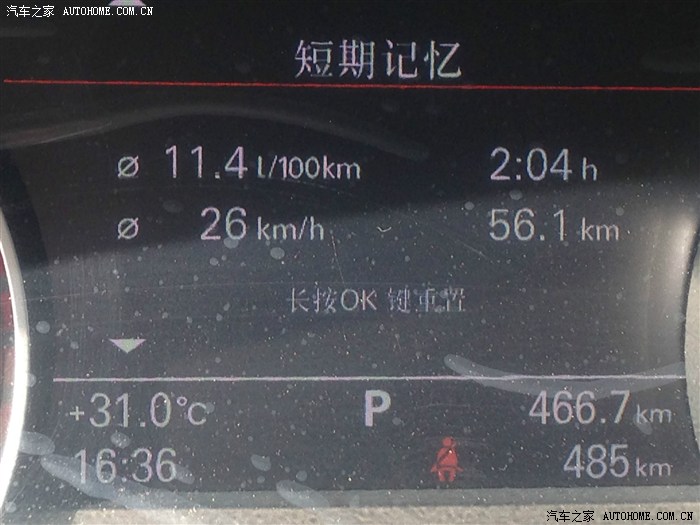 汽车之家 AUTOHOME.COM.CN
短期记忆
⌀ 11.4 l/100km 2:04 h
⌀ 26 km/h 56.1 km
长按OK 键重置
+31.0°C P 466.7 km
16:36 485 km
汽车之家 AUTOHOME.COM.CN